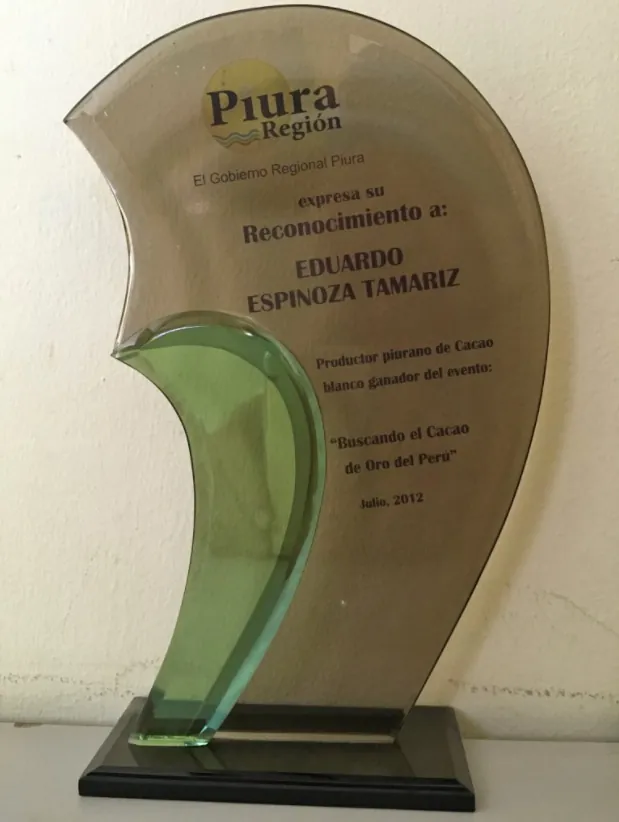 Piura
Región
El Gobierno Regional Piura
expresa su
Reconocimiento a:
EDUARDO
ESPINOZA TAMARIZ
Productor piurano de Cacao
blanco ganador del evento:
“Buscando el Cacao
de Oro del Perú”
Julio, 2012